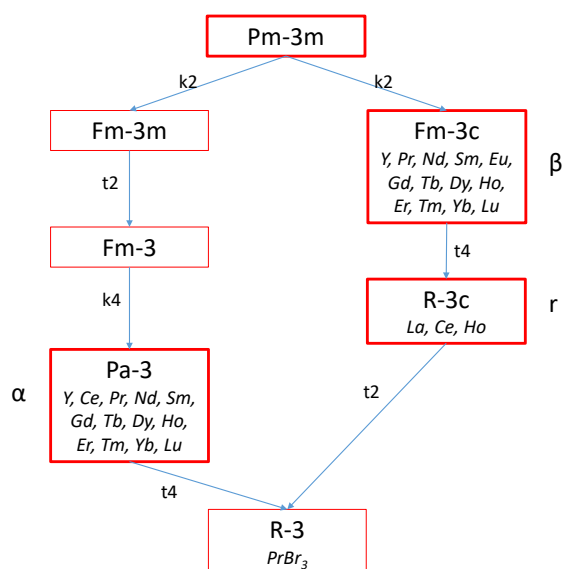 Pm-3m
k2
k2
Fm-3m
Fm-3c
Y, Pr, Nd, Sm, Eu,
Gd, Tb, Dy, Ho,
Er, Tm, Yb, Lu
β
t2
t4
Fm-3
R-3c
La, Ce, Ho
r
k4
Pa-3
Y, Ce, Pr, Nd, Sm,
Gd, Tb, Dy, Ho,
Er, Tm, Yb, Lu
α
t2
t4
R-3
PrBr₃